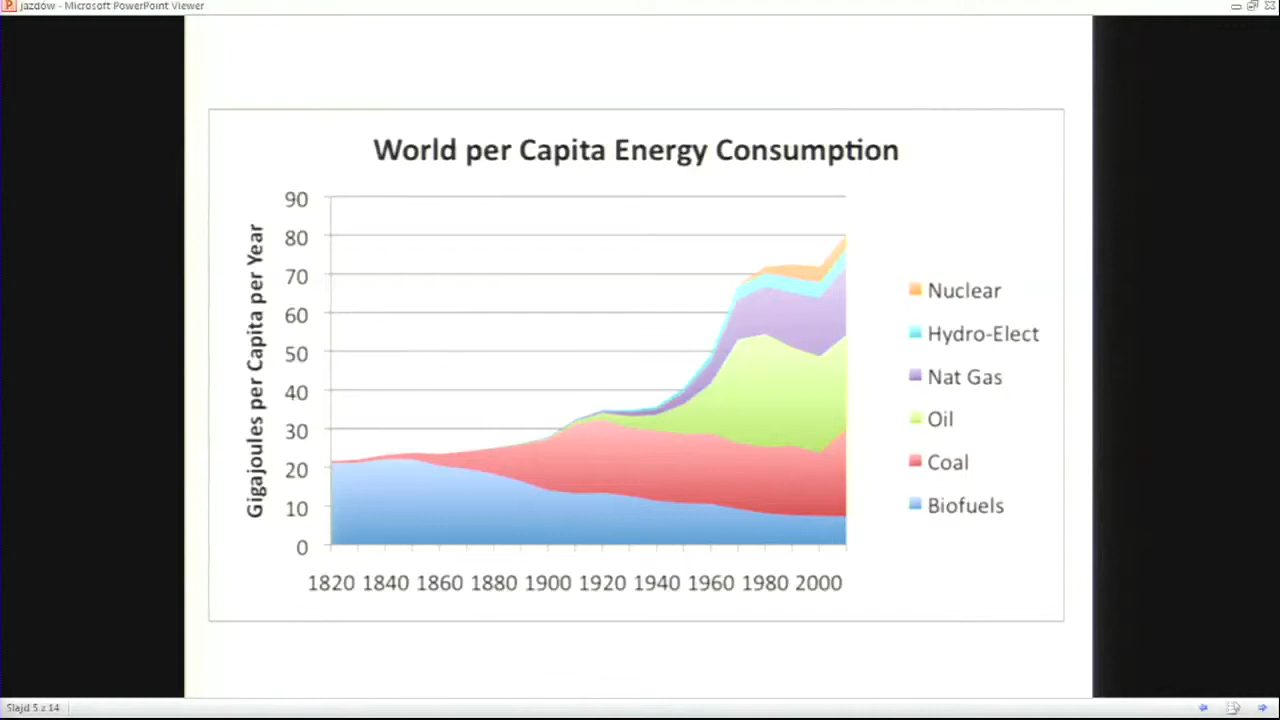 jazdów - Microsoft PowerPoint Viewer
World per Capita Energy Consumption
Gigajoules per Capita per Year
90
80
70
60
50
40
30
20
10
0
1820 1840 1860 1880 1900 1920 1940 1960 1980 2000
Nuclear
Hydro-Elect
Nat Gas
Oil
Coal
Biofuels
Slajd 5 z 14